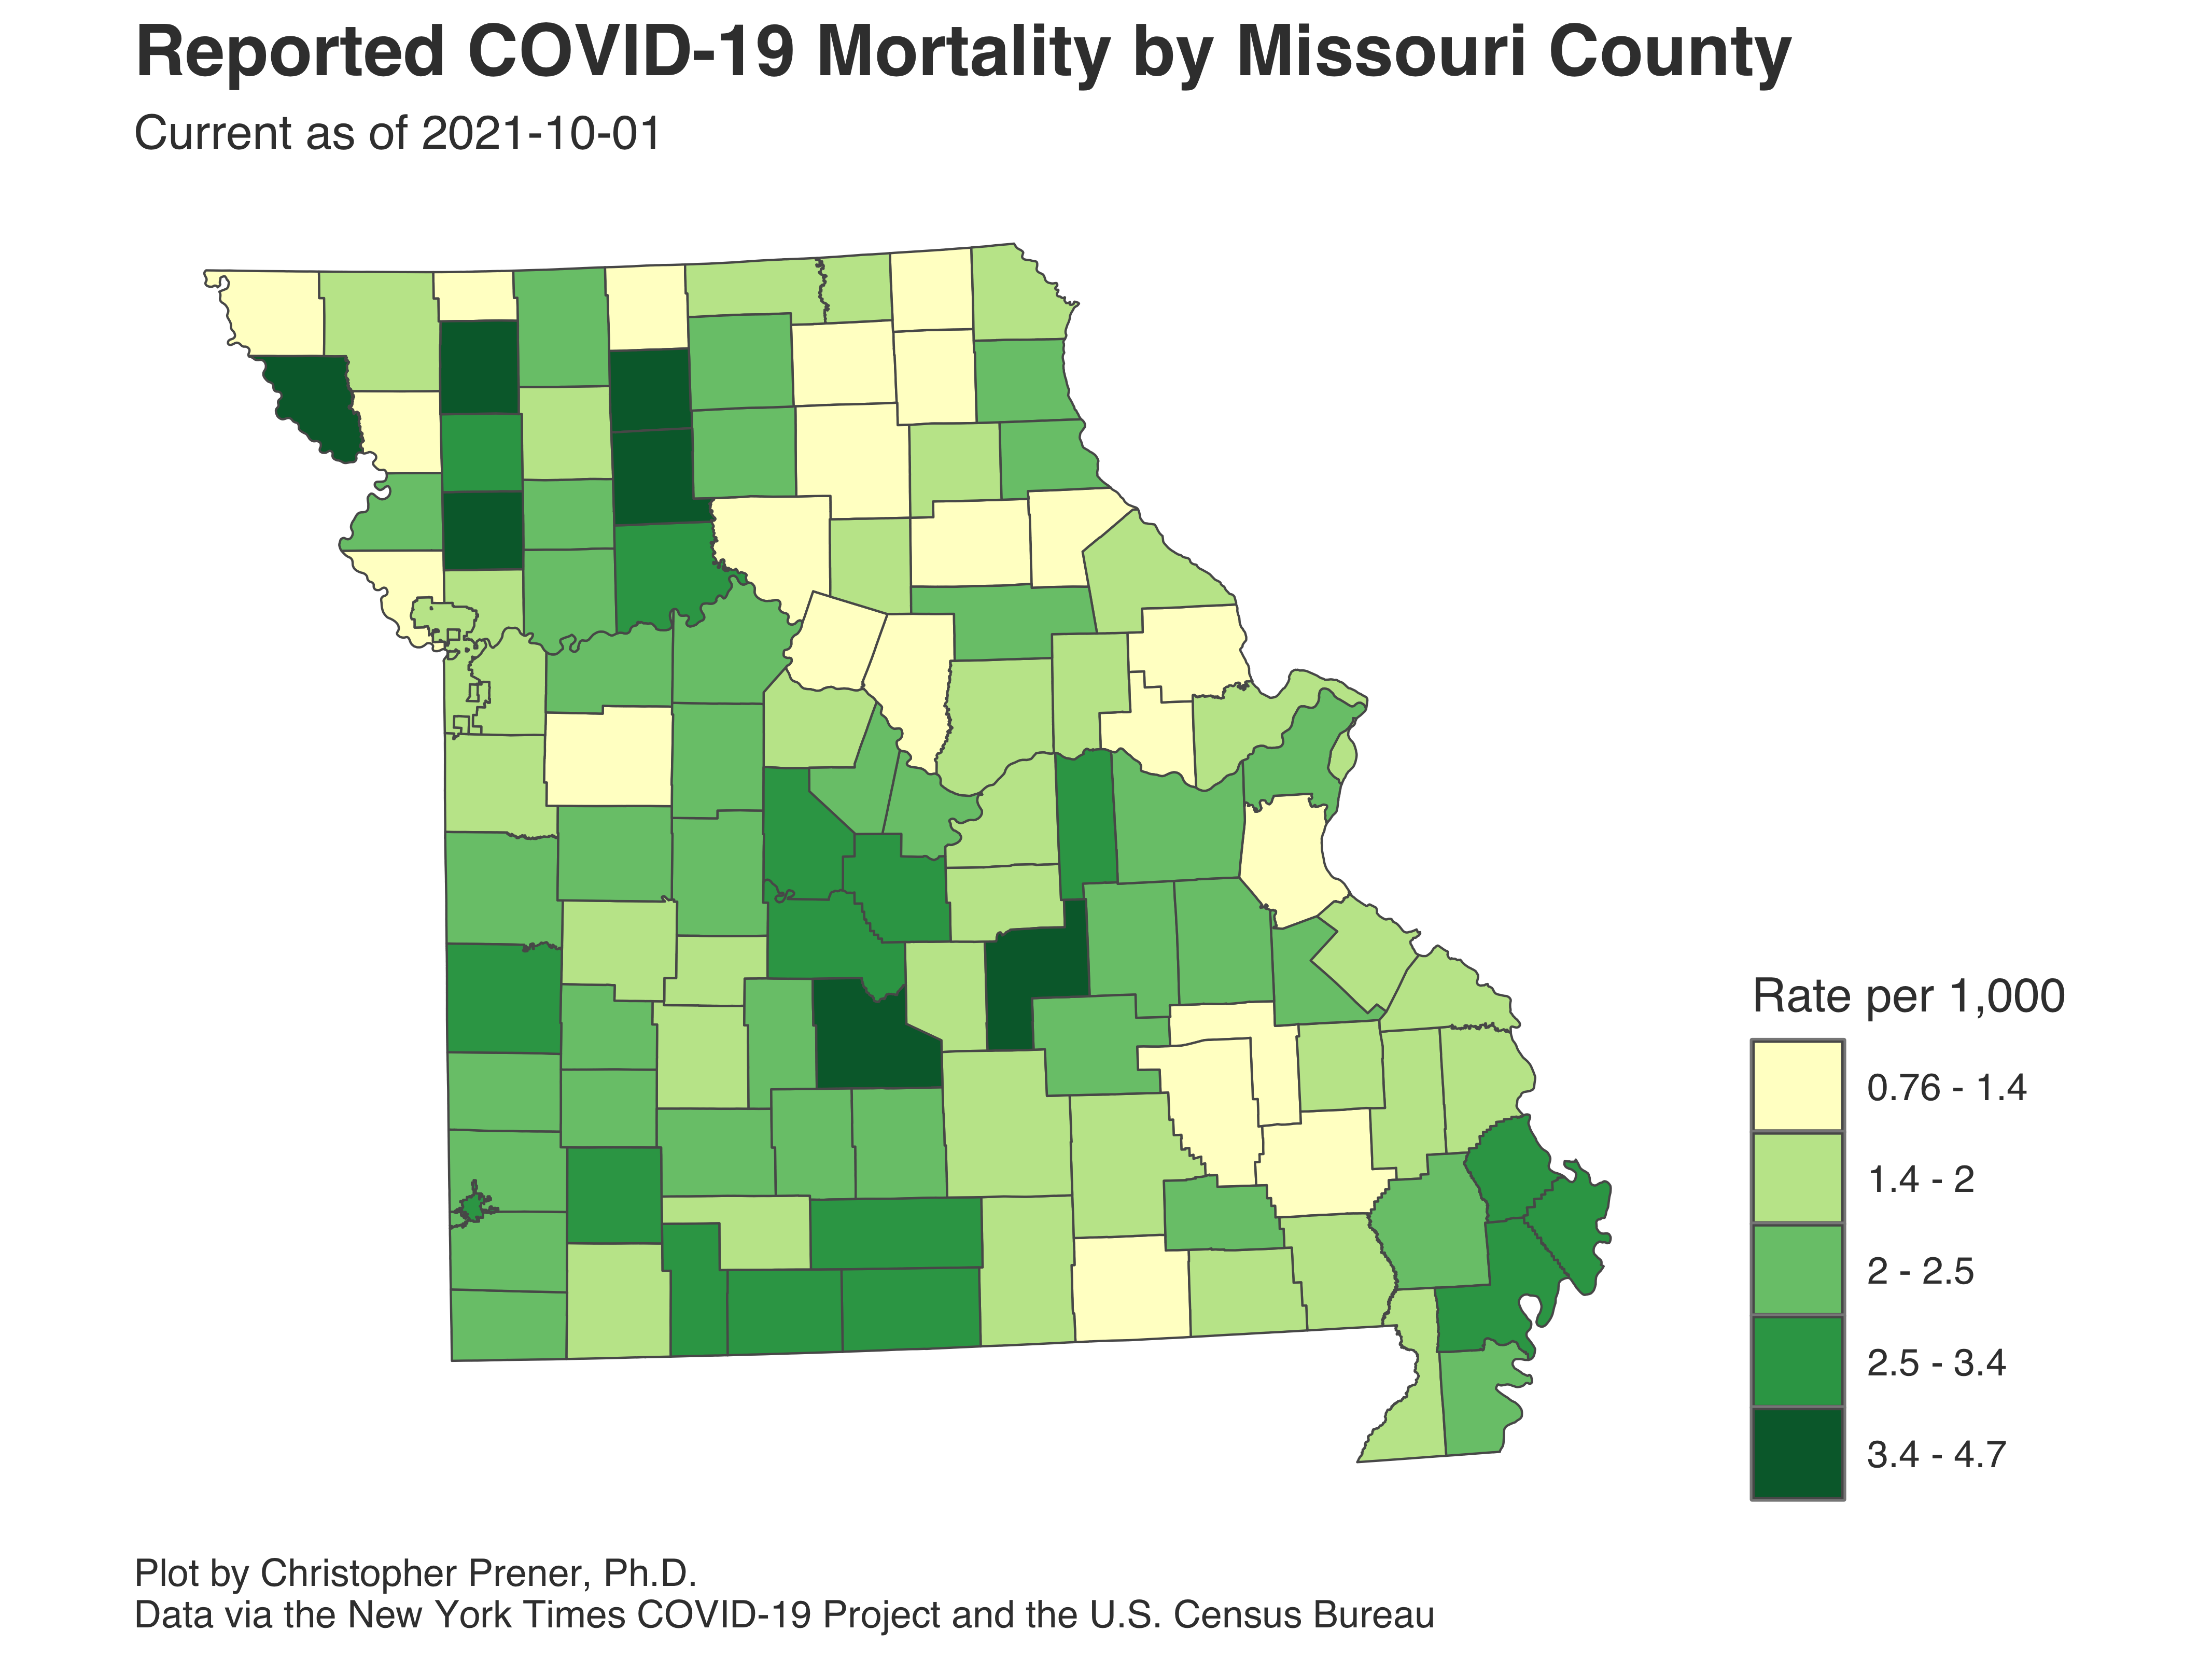 Reported COVID-19 Mortality by Missouri County
Current as of 2021-10-01
Rate per 1,000
0.76 - 1.4
1.4 - 2
2 - 2.5
2.5 - 3.4
3.4 - 4.7
Plot by Christopher Prener, Ph.D.
Data via the New York Times COVID-19 Project and the U.S. Census Bureau